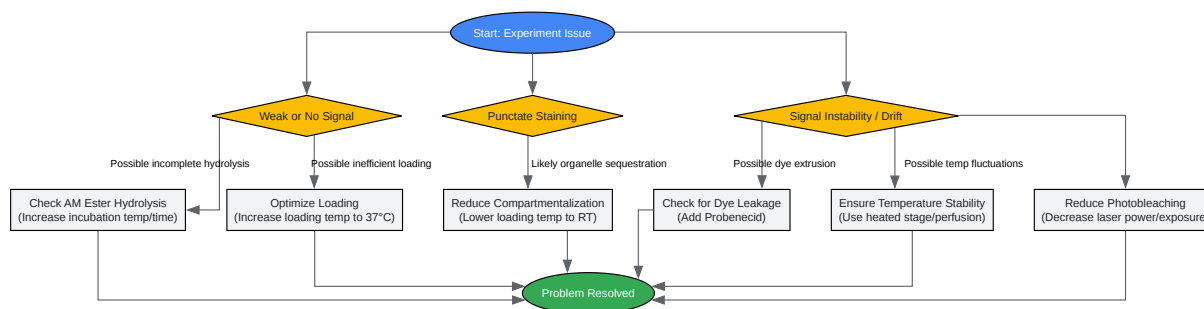 Start: Experiment Issue
Weak or No Signal
Punctate Staining
Signal Instability / Drift
Possible incomplete hydrolysis
Possible inefficient loading
Likely organelle sequestration
Possible dye extrusion
Possible temp fluctuations
Check AM Ester Hydrolysis
(Increase incubation temp/time)
Optimize Loading
(Increase loading temp to 37°C)
Reduce Compartmentalization
(Lower loading temp to RT)
Check for Dye Leakage
(Add Probenecid)
Ensure Temperature Stability
(Use heated stage/perfusion)
Reduce Photobleaching
(Decrease laser power/exposure
Problem Resolved